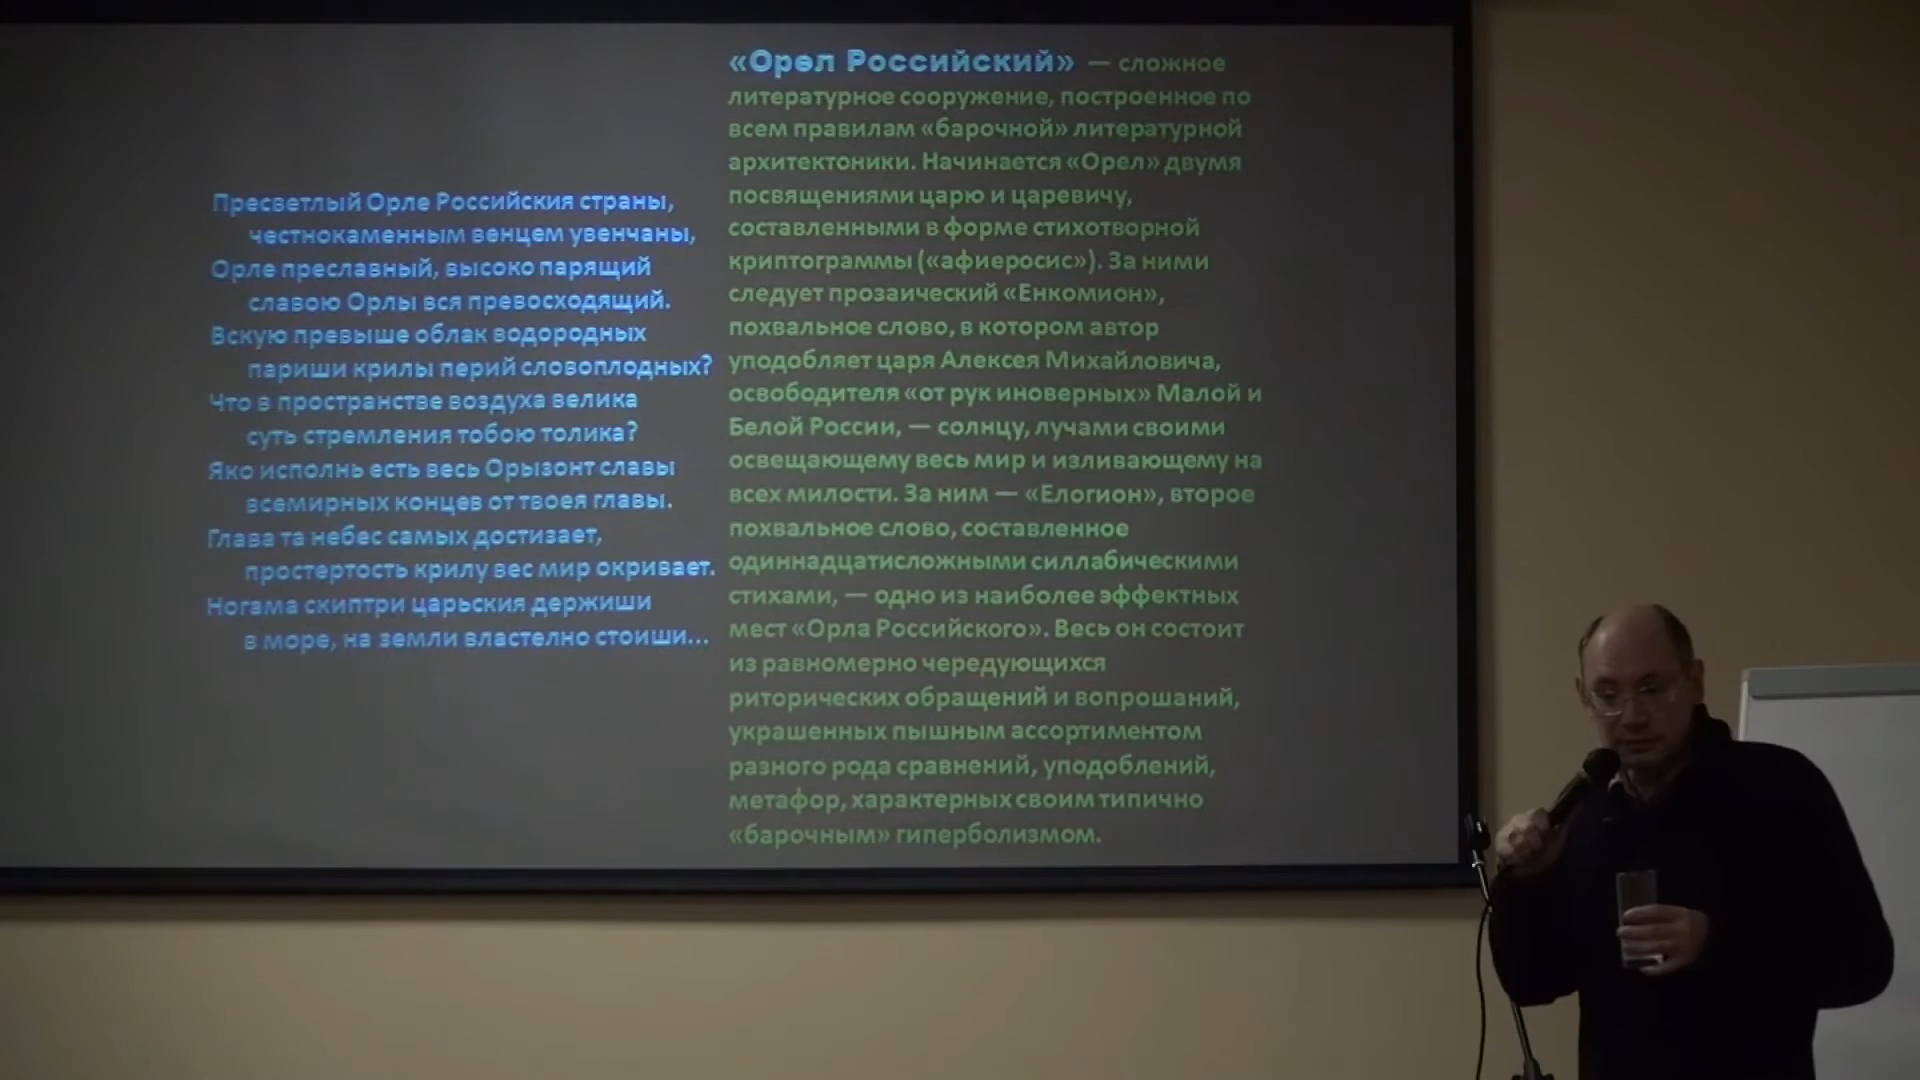 Пресветлый Орле Российския страны,
честнокаменным венцем увенчаны,
Орле преславный, высоко парящий
славою Орлы вся превосходящий.
Вскую превыше облак водородных
париши крилы перий словоплодных?
Что в пространстве воздуха велика
суть стремления тобою толика?
Яко исполнь есть весь Орызонт славы
всемирных концев от твоея главы.
Глава та небес самых достизает,
простертость крилу вес мир окривает.
Ногама скиптри царьския держиши
в море, на земли властелно стоиши...
«Орел Российский» — сложное
литературное сооружение, построенное по
всем правилам «барочной» литературной
архитектоники. Начинается «Орел» двумя
посвящениями царю и царевичу,
составленными в форме стихотворной
криптограммы («афиеросис»). За ними
следует прозаический «Енкомион»,
похвальное слово, в котором автор
уподобляет царя Алексея Михайловича,
освободителя «от рук иноверных» Малой и
Белой России, — солнцу, лучами своими
освещающему весь мир и изливающему на
всех милости. За ним — «Елогион», второе
похвальное слово, составленное
одиннадцатисложными силлабическими
стихами, — одно из наиболее эффектных
мест «Орла Российского». Весь он состоит
из равномерно чередующихся
риторических обращений и вопрошаний,
украшенных пышным ассортиментом
разного рода сравнений, уподоблений,
метафор, характерных своим типично
«барочным» гиперболизмом.